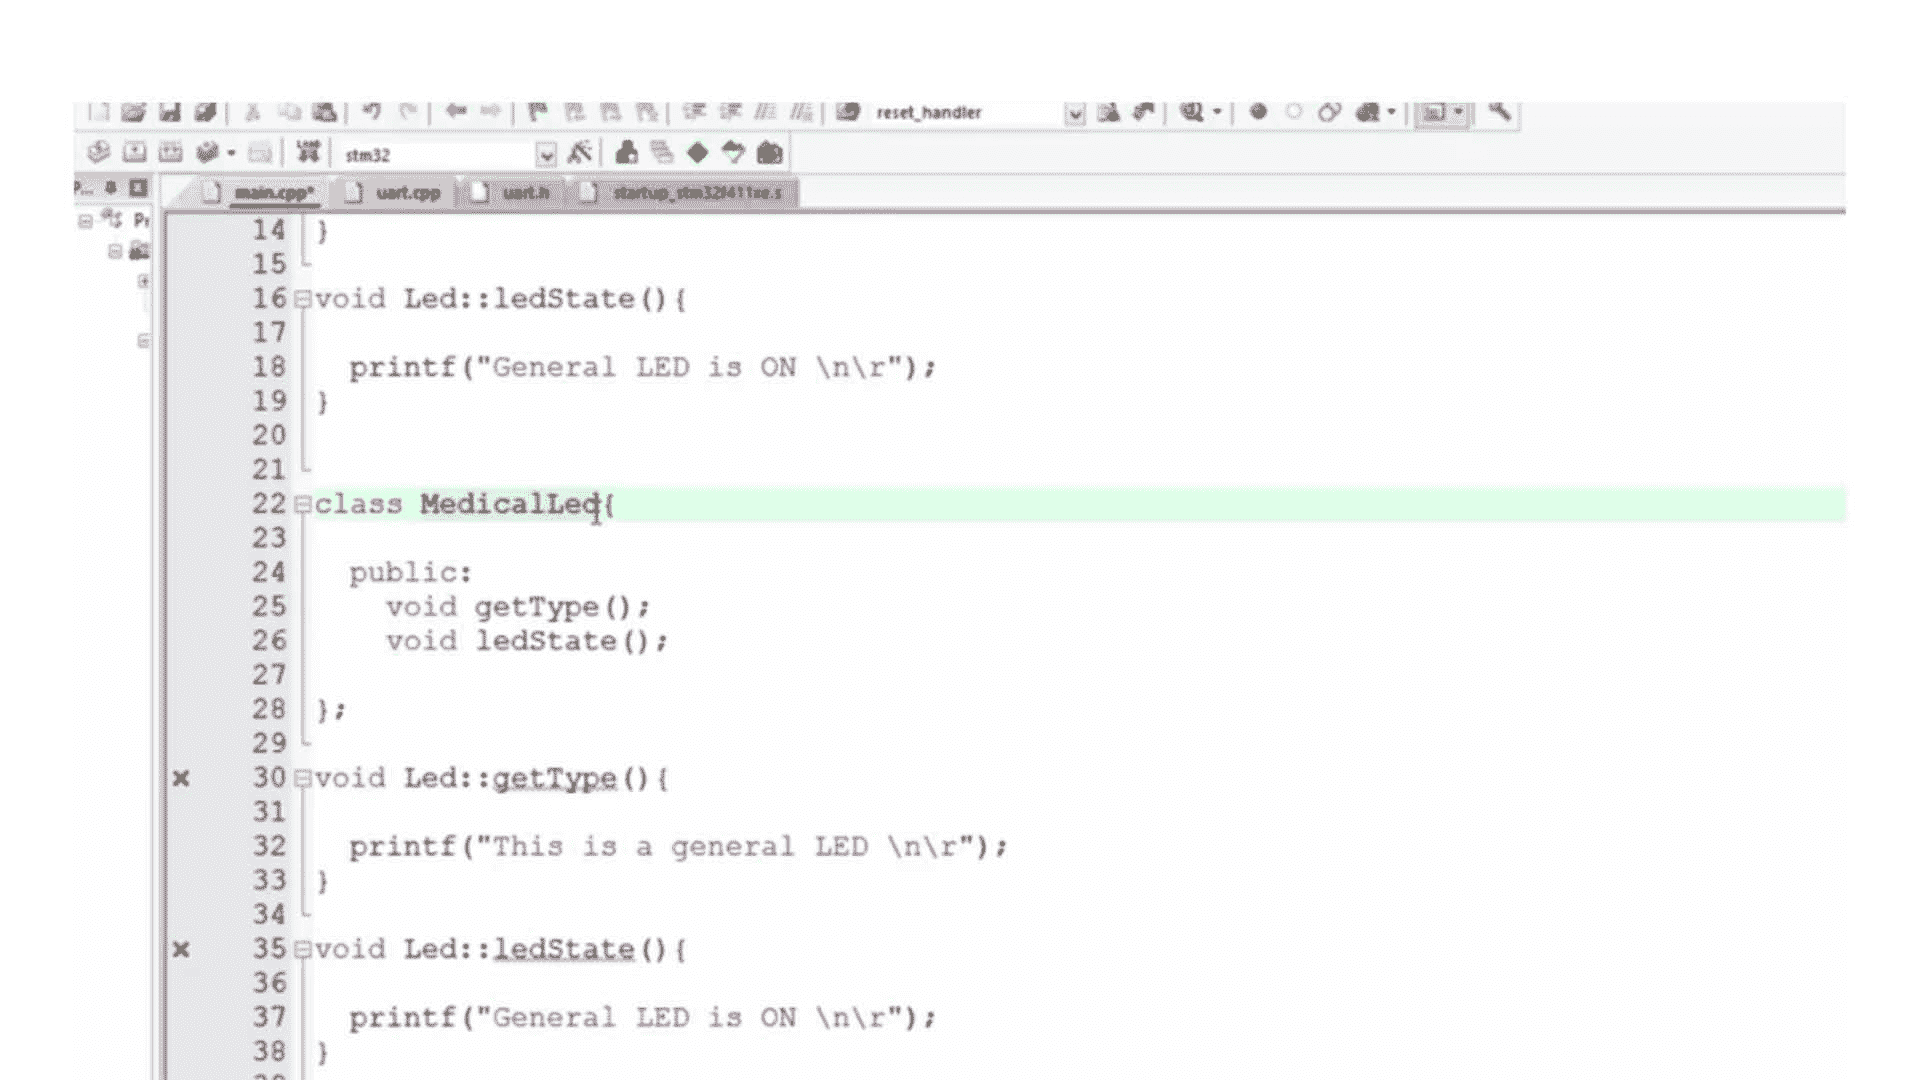 reset_handler
stm32
main.cpp* uart.cpp uart.h startup_stm32f411xe.s
14 }
15
16 void Led::ledState(){
17
18 printf("General LED is ON \n\r");
19 }
20
21
22 class MedicalLed{
23
24 public:
25 void getType();
26 void ledState();
27
28 };
29
30 void Led::getType(){
31
32 printf("This is a general LED \n\r");
33 }
34
35 void Led::ledState(){
36
37 printf("General LED is ON \n\r");
38 }